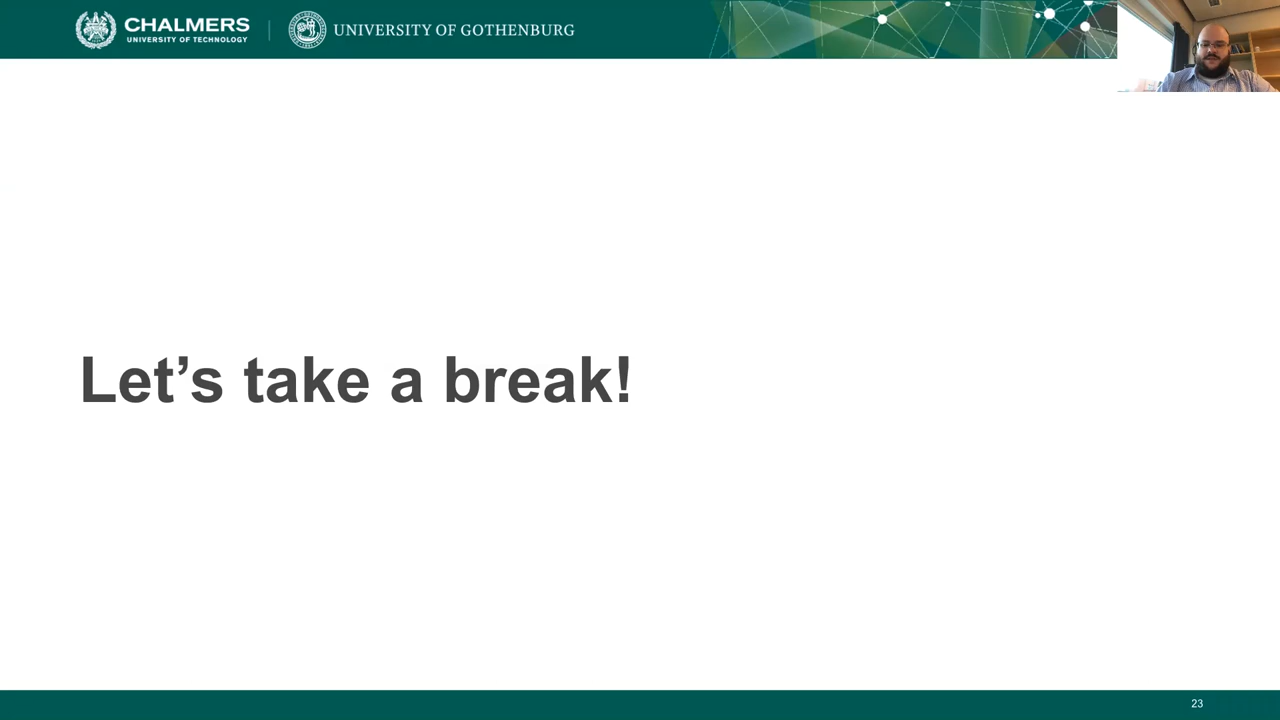 CHALMERS
UNIVERSITY OF TECHNOLOGY
UNIVERSITY OF GOTHENBURG
Let’s take a break!
23